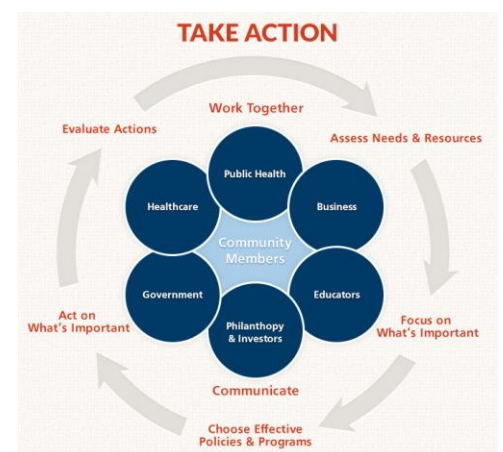 TAKE ACTION
Work Together
Evaluate Actions
Assess Needs & Resources
Public Health
Healthcare
Business
Community
Members
Government
Educators
Philanthopy
& Investors
Act on
What's Important
Focus on
What's Important
Communicate
Choose Effective
Policies & Programs